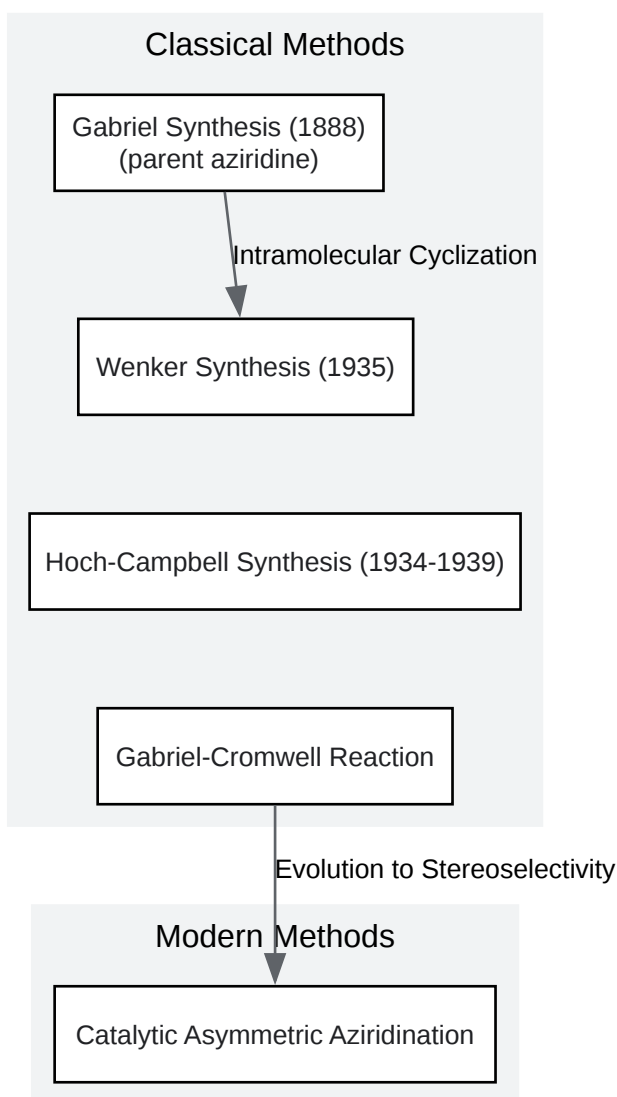 Classical Methods
Gabriel Synthesis (1888)
(parent aziridine)
Intramolecular Cyclization
Wenker Synthesis (1935)
Hoch-Campbell Synthesis (1934-1939)
Gabriel-Cromwell Reaction
Evolution to Stereoselectivity
Modern Methods
Catalytic Asymmetric Aziridination